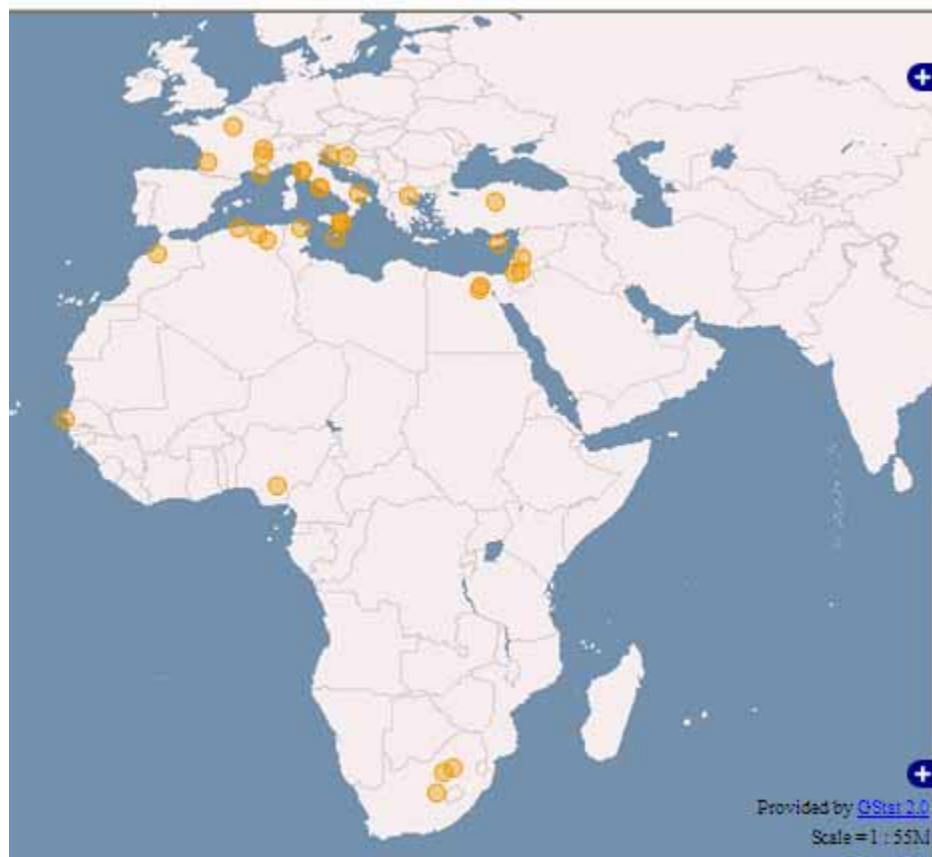 +
+
Provided by GStat 2.0
Scale = 1 : 55M